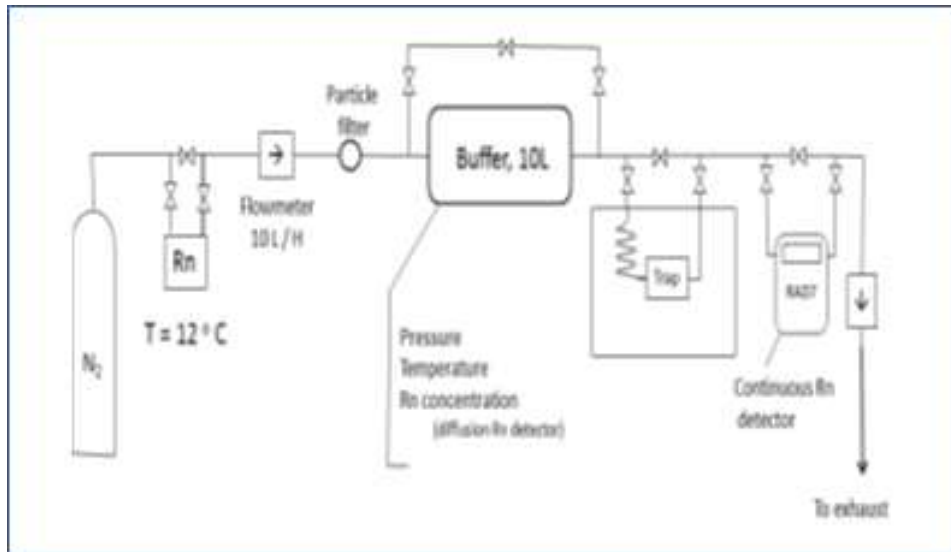 N₂
Rn
T = 12 ° C
Flowmeter
10 L / H
Particle
filter
Buffer, 10L
Pressure
Temperature
Rn concentration
(diffusion Rn detector)
Trap
RAD7
Continuous Rn
detector
To exhaust